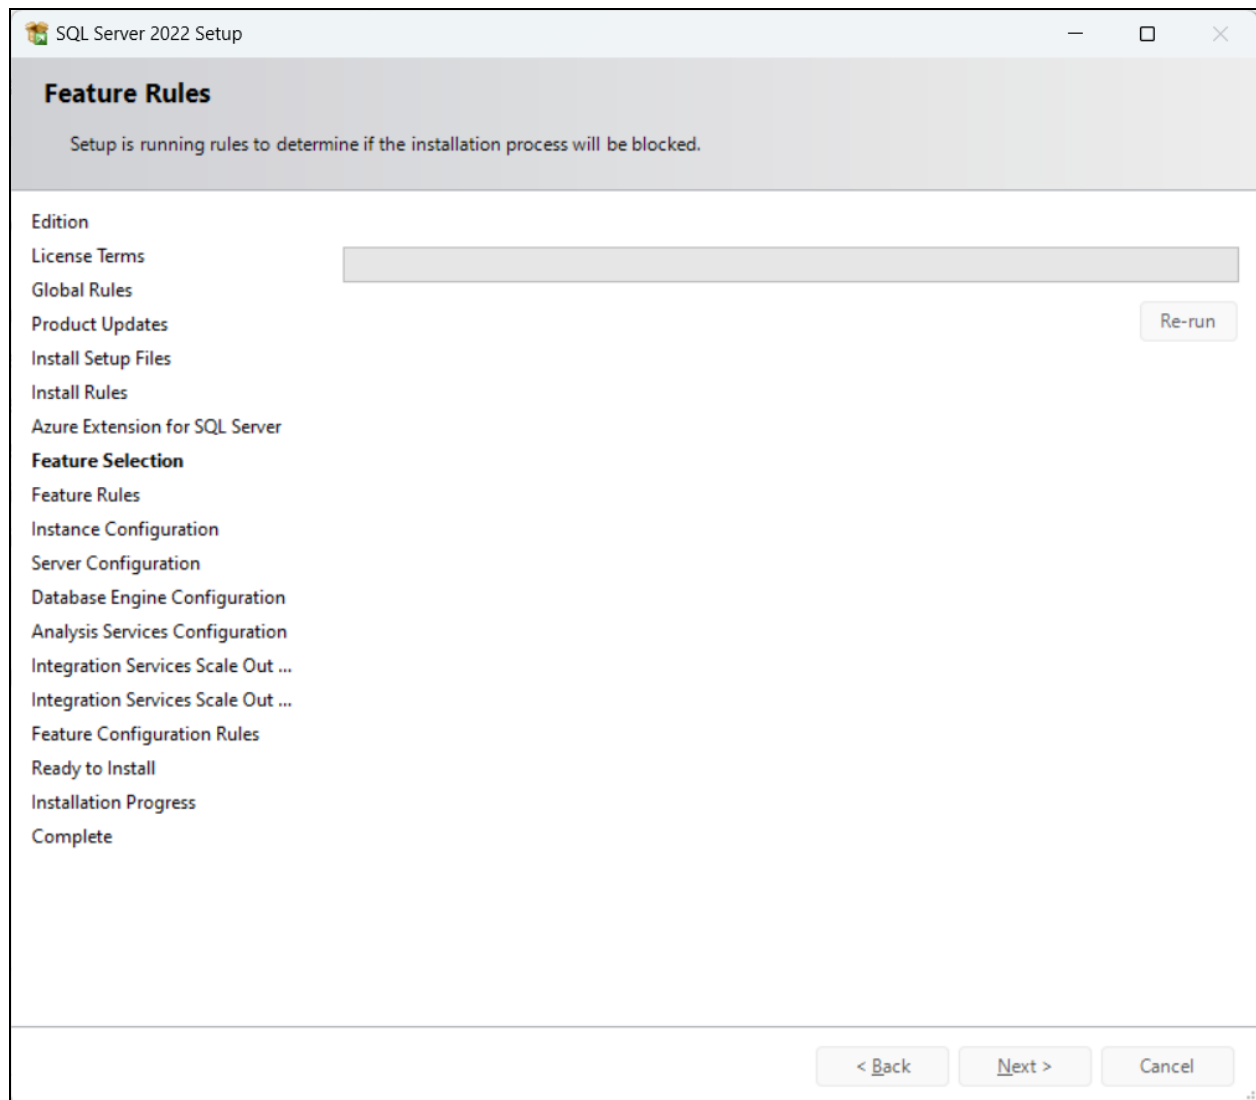 SQL Server 2022 Setup
Feature Rules
Setup is running rules to determine if the installation process will be blocked.
Edition
License Terms
Global Rules
Product Updates
Install Setup Files
Install Rules
Azure Extension for SQL Server
Feature Selection
Feature Rules
Instance Configuration
Server Configuration
Database Engine Configuration
Analysis Services Configuration
Integration Services Scale Out ...
Integration Services Scale Out ...
Feature Configuration Rules
Ready to Install
Installation Progress
Complete
Re-run
< Back Next > Cancel